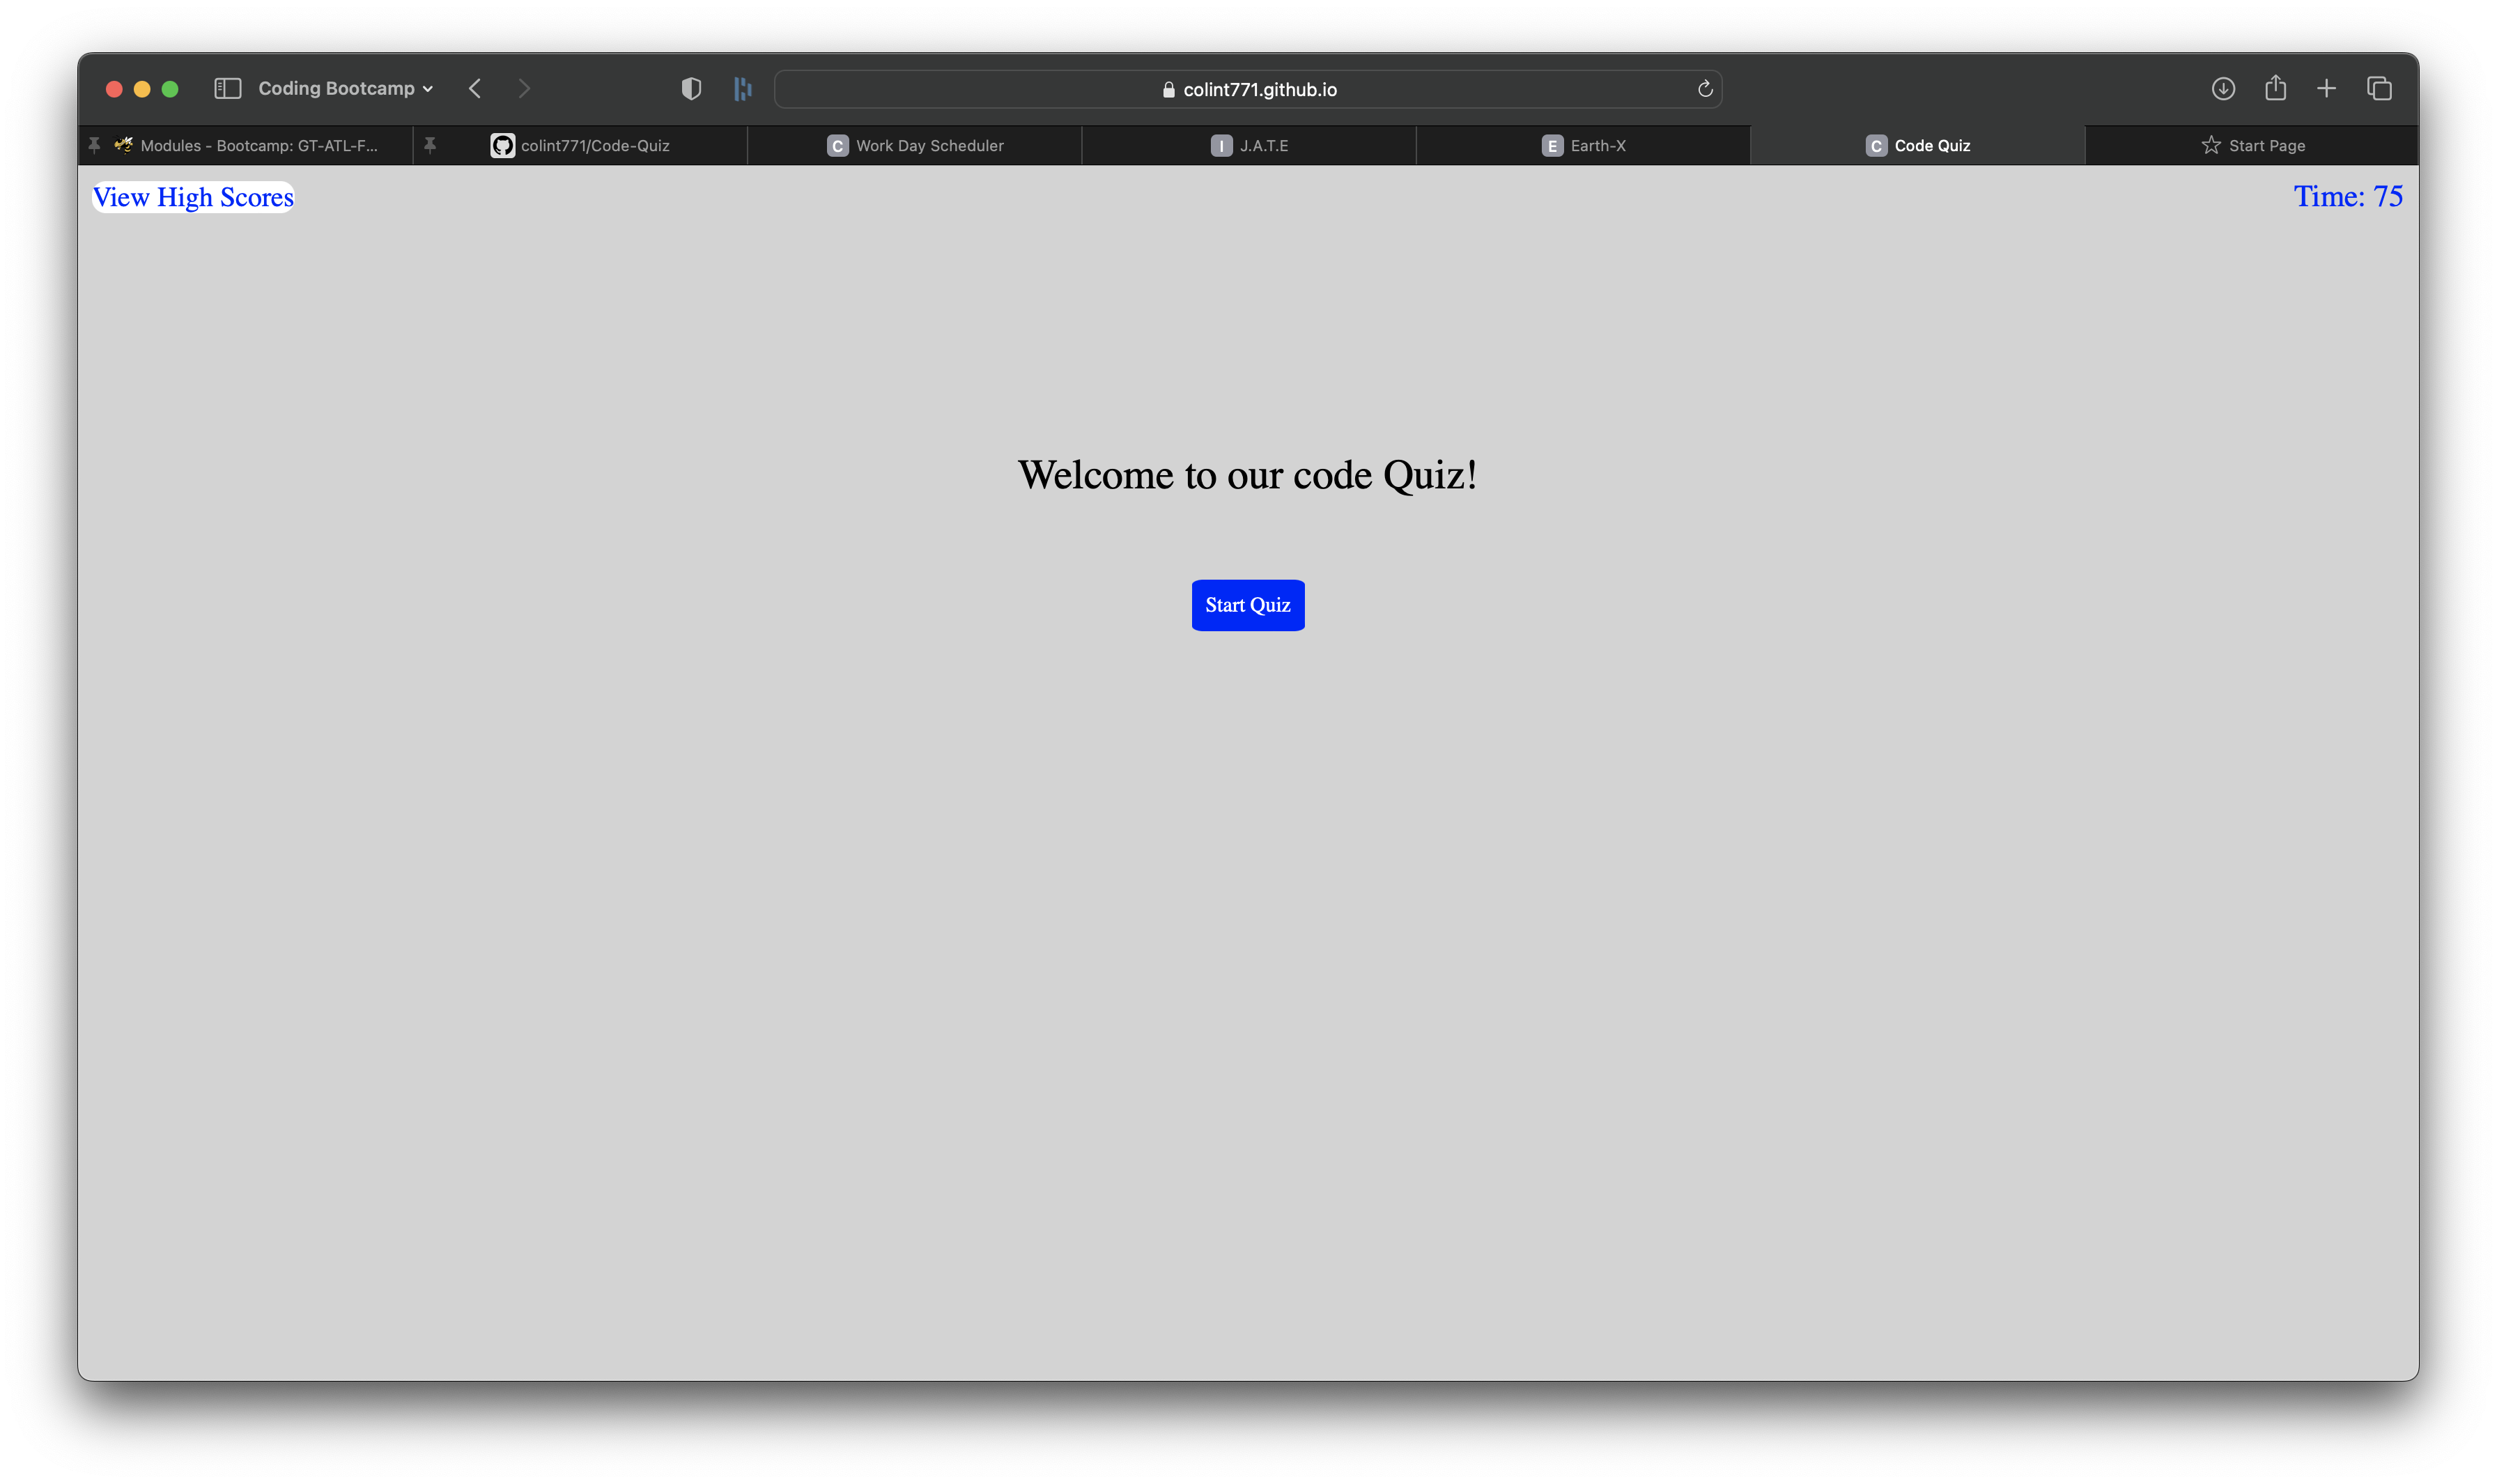 Coding Bootcamp
colint771.github.io
Modules - Bootcamp: GT-ATL-F...
colint771/Code-Quiz
C Work Day Scheduler
I J.A.T.E
E Earth-X
C Code Quiz
Start Page
View High Scores
Time: 75
Welcome to our code Quiz!
Start Quiz